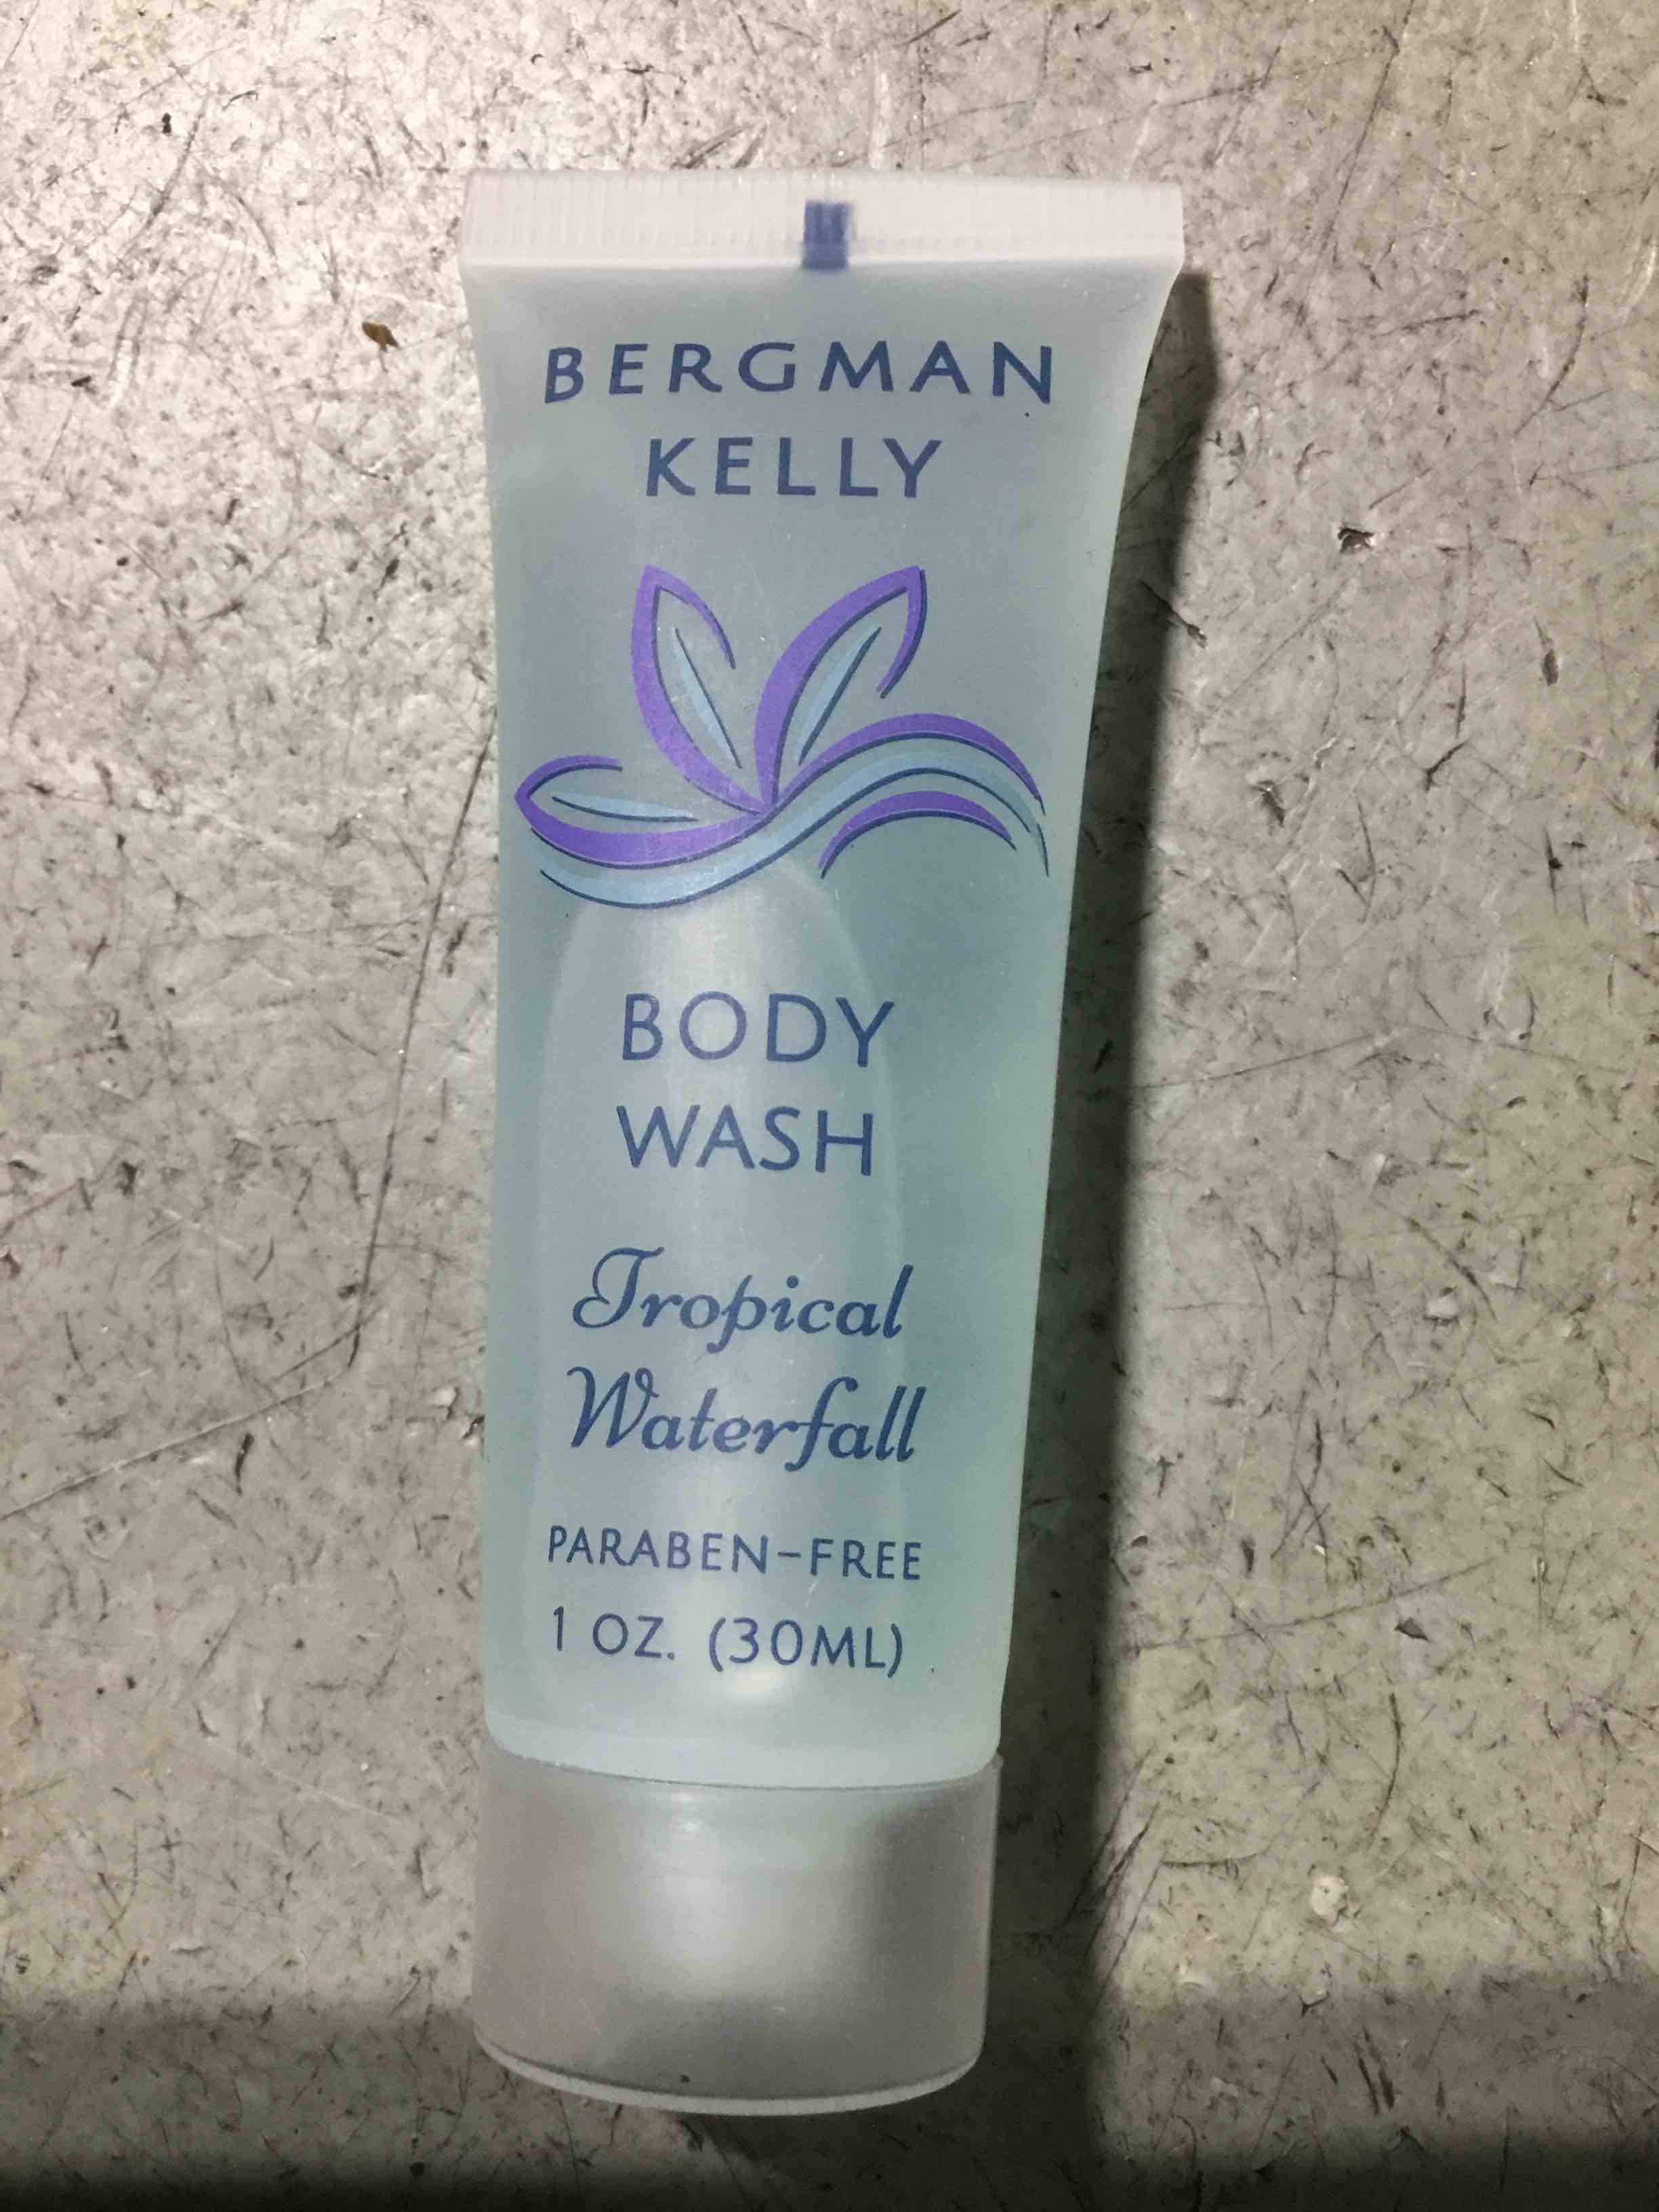 BERGMAN
KELLY
BODY
WASH
Tropical
Waterfall
PARABEN-FREE
1 OZ. (30ML)